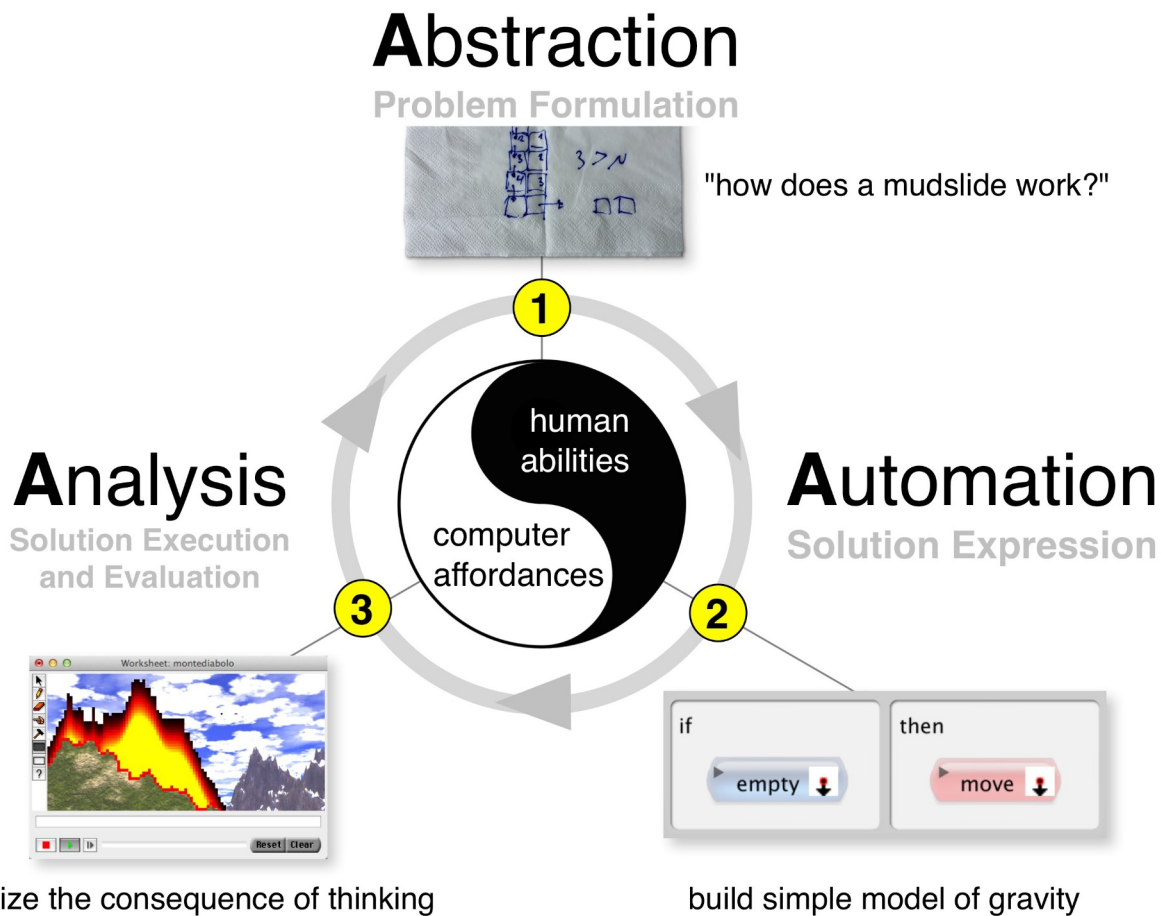 Abstraction
Problem Formulation
3 > N
"how does a mudslide work?"
1
human
abilities
Analysis
Solution Execution
and Evaluation
computer
affordances
Automation
Solution Expression
3
2
Worksheet: montediabolo
?
Reset Clear
if
empty
then
move
ize the consequence of thinking
build simple model of gravity